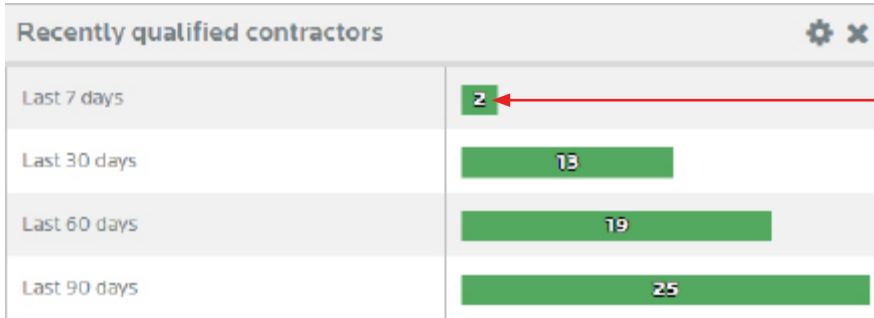 Recently qualified contractors
Last 7 days 2
Last 30 days 13
Last 60 days 19
Last 90 days 25